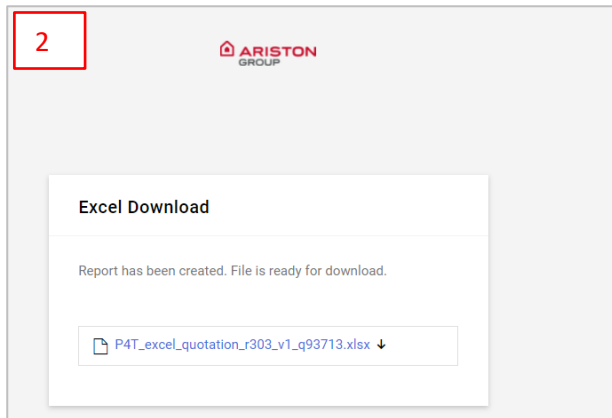 2
ARISTON
GROUP
Excel Download
Report has been created. File is ready for download.
P4T_excel_quotation_r303_v1_q93713.xlsx